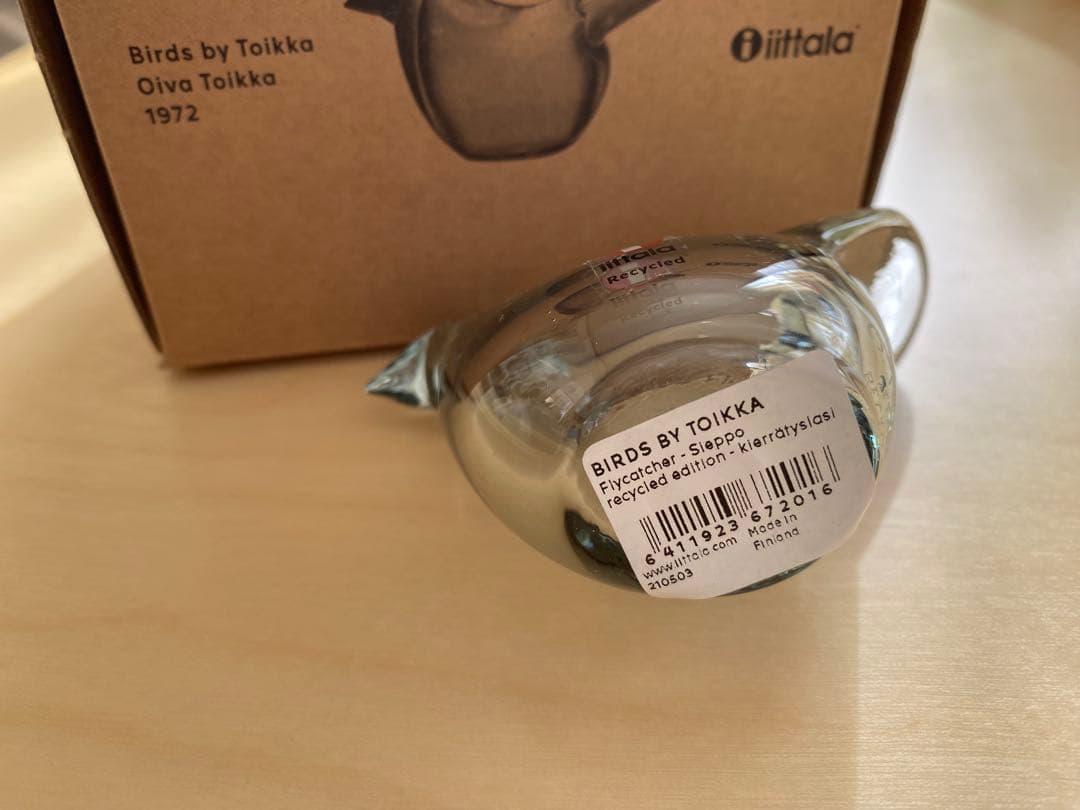 Birds by Toikka
Oiva Toikka
1972
iittala
iittala
Recycled
BIRDS BY TOIKKA
Flycatcher - Sieppo
recycled edition - kierrätyslasi
6 411923 672016
www.iittala.com Made in
Finland
210503